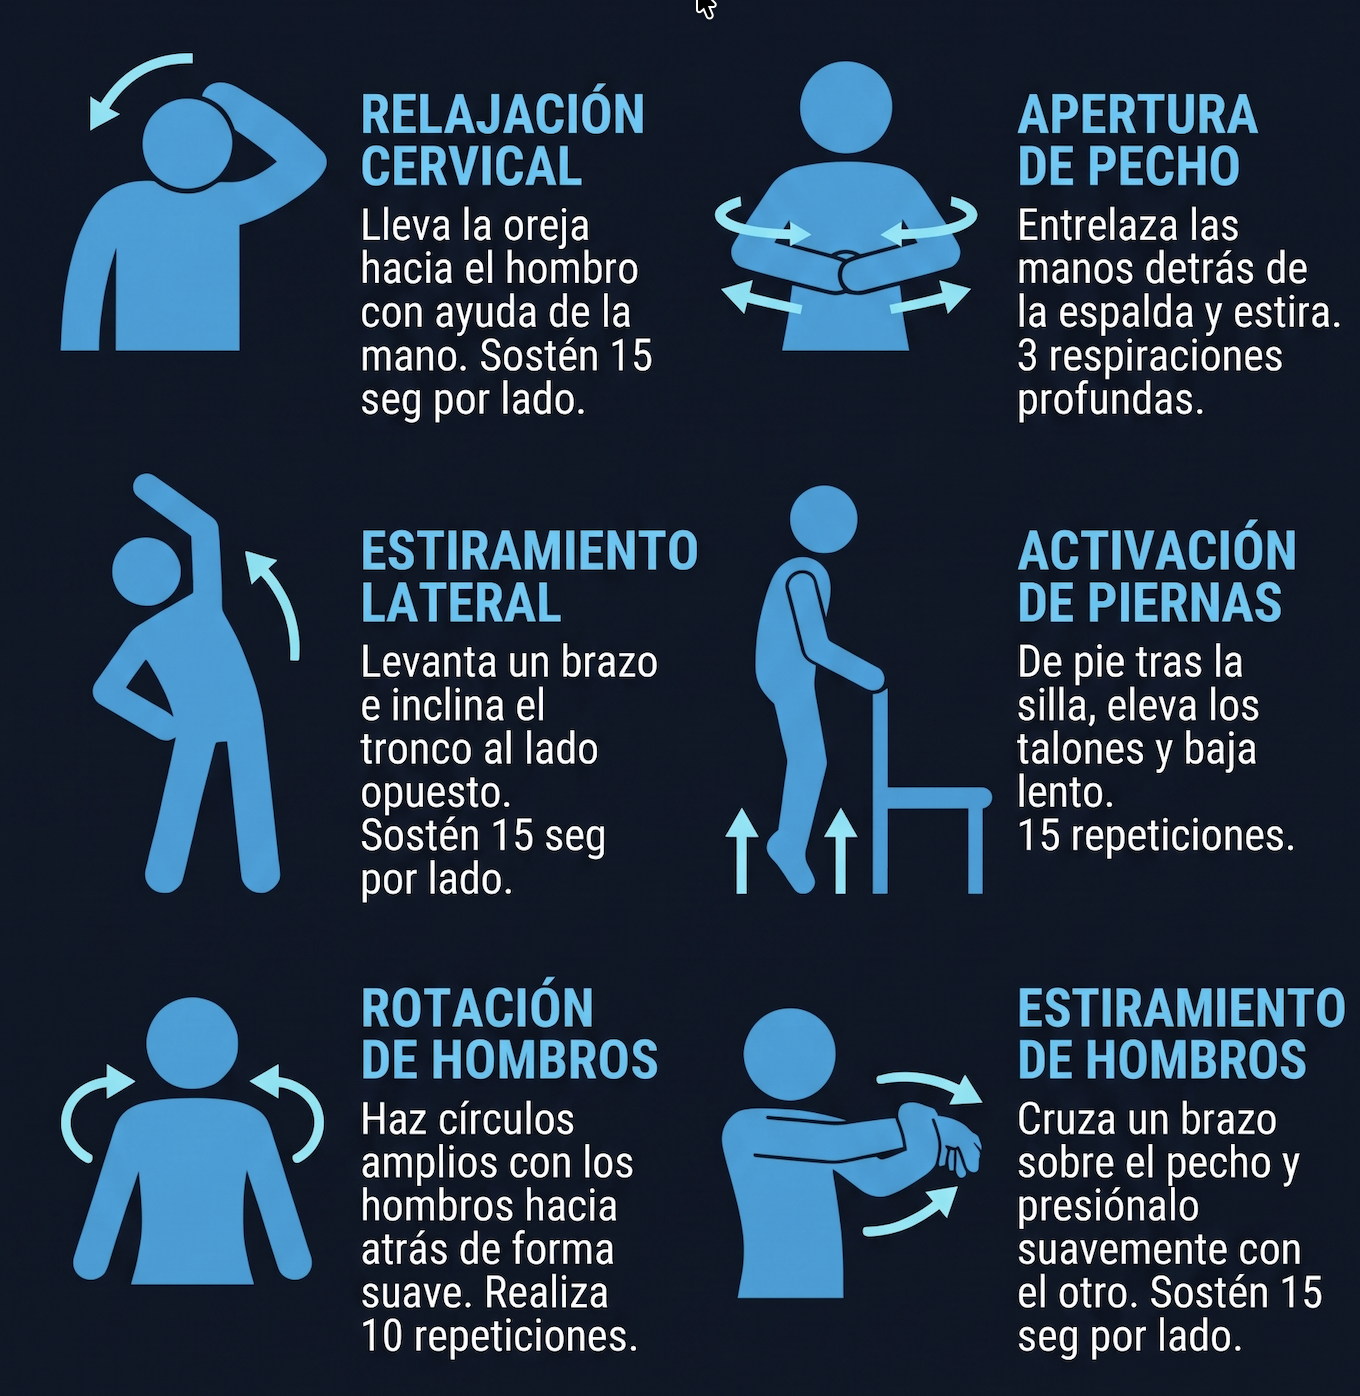 RELAJACIÓN
CERVICAL
Lleva la oreja
hacia el hombro
con ayuda de la
mano. Sostén 15
seg por lado.
APERTURA
DE PECHO
Entrelaza las
manos detrás de
la espalda y estira.
3 respiraciones
profundas.
ESTIRAMIENTO
LATERAL
Levanta un brazo
e inclina el
tronco al lado
opuesto.
Sostén 15 seg
por lado.
ACTIVACIÓN
DE PIERNAS
De pie tras la
silla, eleva los
talones y baja
lento.
15 repeticiones.
ROTACIÓN
DE HOMBROS
Haz círculos
amplios con los
hombros hacia
atrás de forma
suave. Realiza
10 repeticiones.
ESTIRAMIENTO
DE HOMBROS
Cruza un brazo
sobre el pecho y
presiónalo
suavemente con
el otro. Sostén 15
seg por lado.